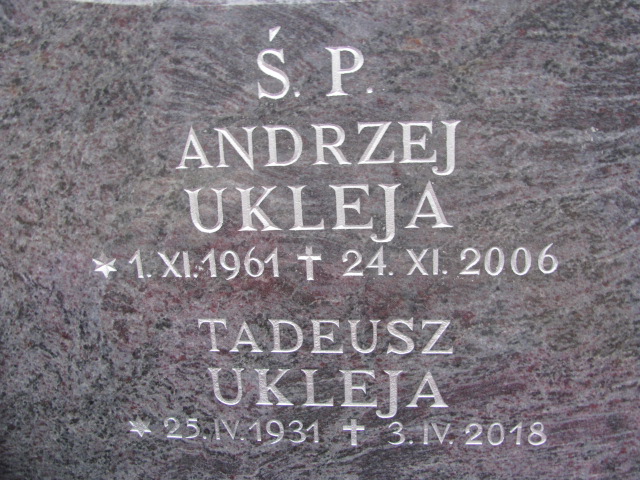 Ś. P.
ANDRZEJ
UKLEJA
* 1. XI. 1961 † 24. XI. 2006
TADEUSZ
UKLEJA
* 25. IV. 1931 † 3. IV. 2018